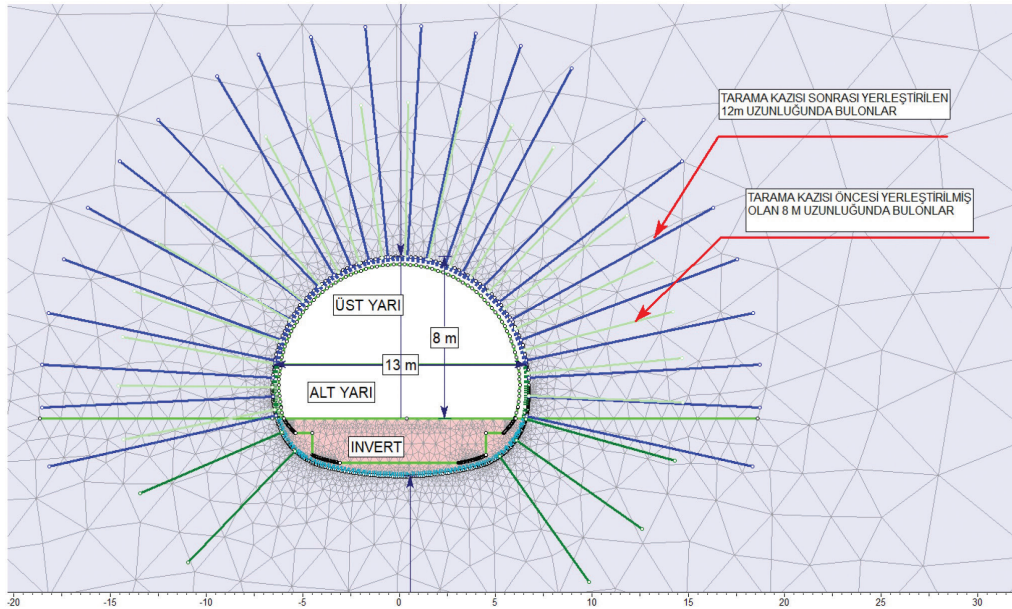 TARAMA KAZISI SONRASI YERLEŞTİRİLEN
12m UZUNLUĞUNDA BULONLAR
TARAMA KAZISI ÖNCESİ YERLEŞTİRİLMİŞ
OLAN 8 M UZUNLUĞUNDA BULONLAR
ÜST YARI
8 m
13 m
ALT YARI
INVERT
-20 -15 -10 -5 0 5 10 15 20 25 30